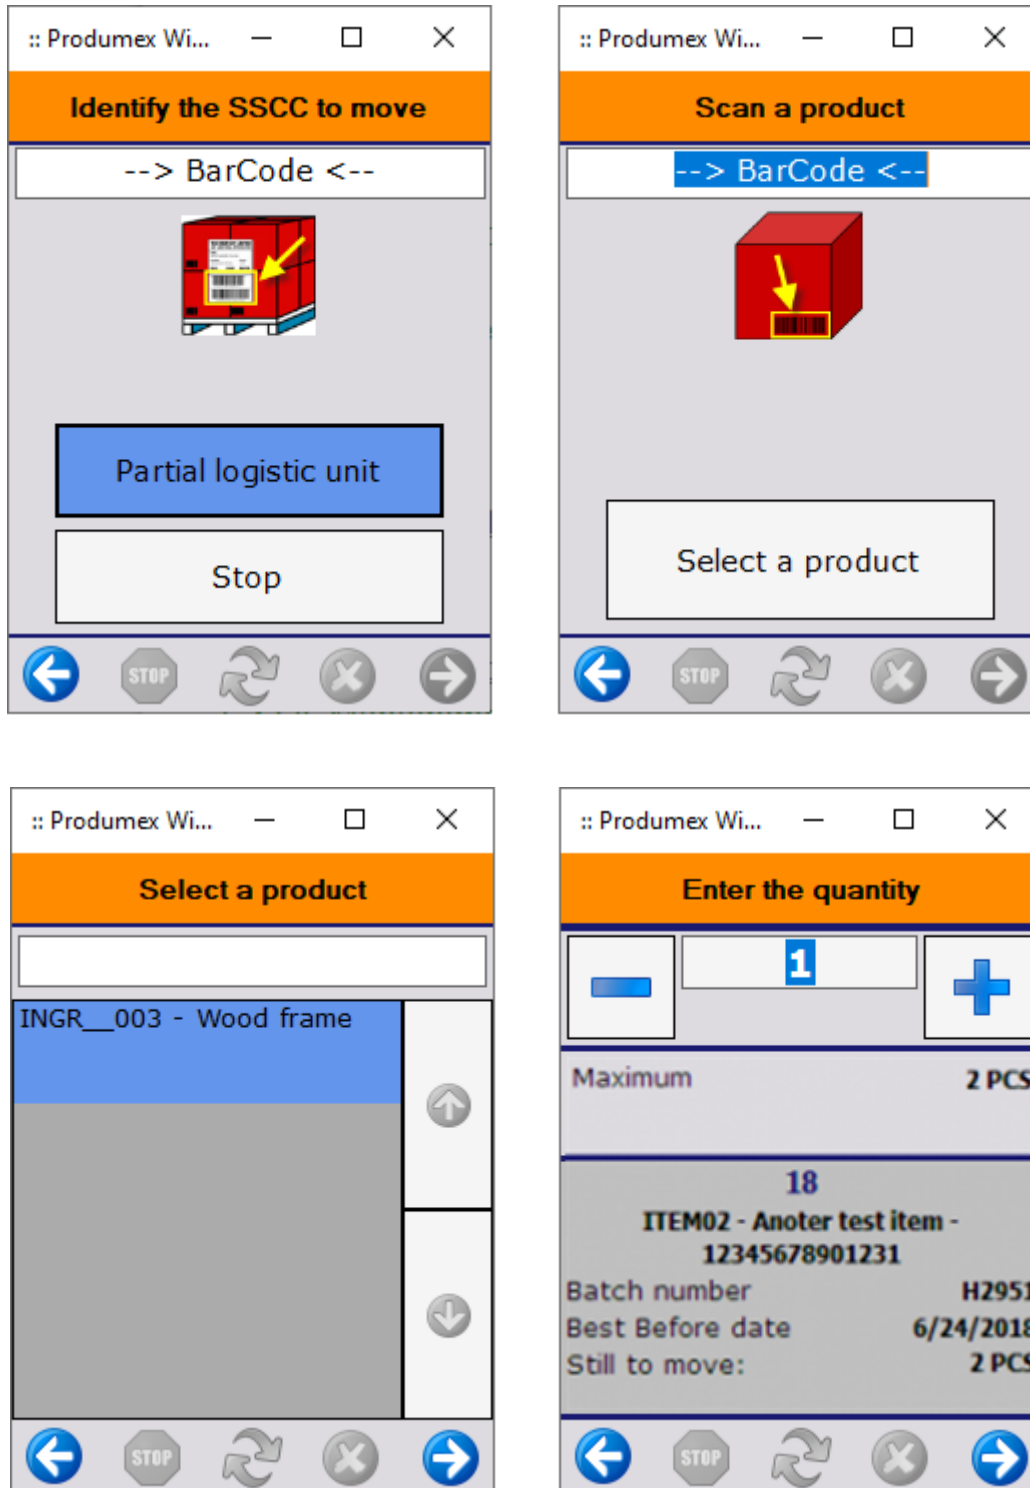 :: Produmex Wi...
Identify the SSCC to move
--> BarCode <--
Partial logistic unit
Stop
STOP
:: Produmex Wi...
Scan a product
--> BarCode <--
Select a product
STOP
:: Produmex Wi...
Select a product
INGR__003 - Wood frame
STOP
:: Produmex Wi...
Enter the quantity
1
Maximum 2 PCS
18
ITEM02 - Anoter test item -
12345678901231
Batch number H2951
Best Before date 6/24/2018
Still to move: 2 PCS
STOP